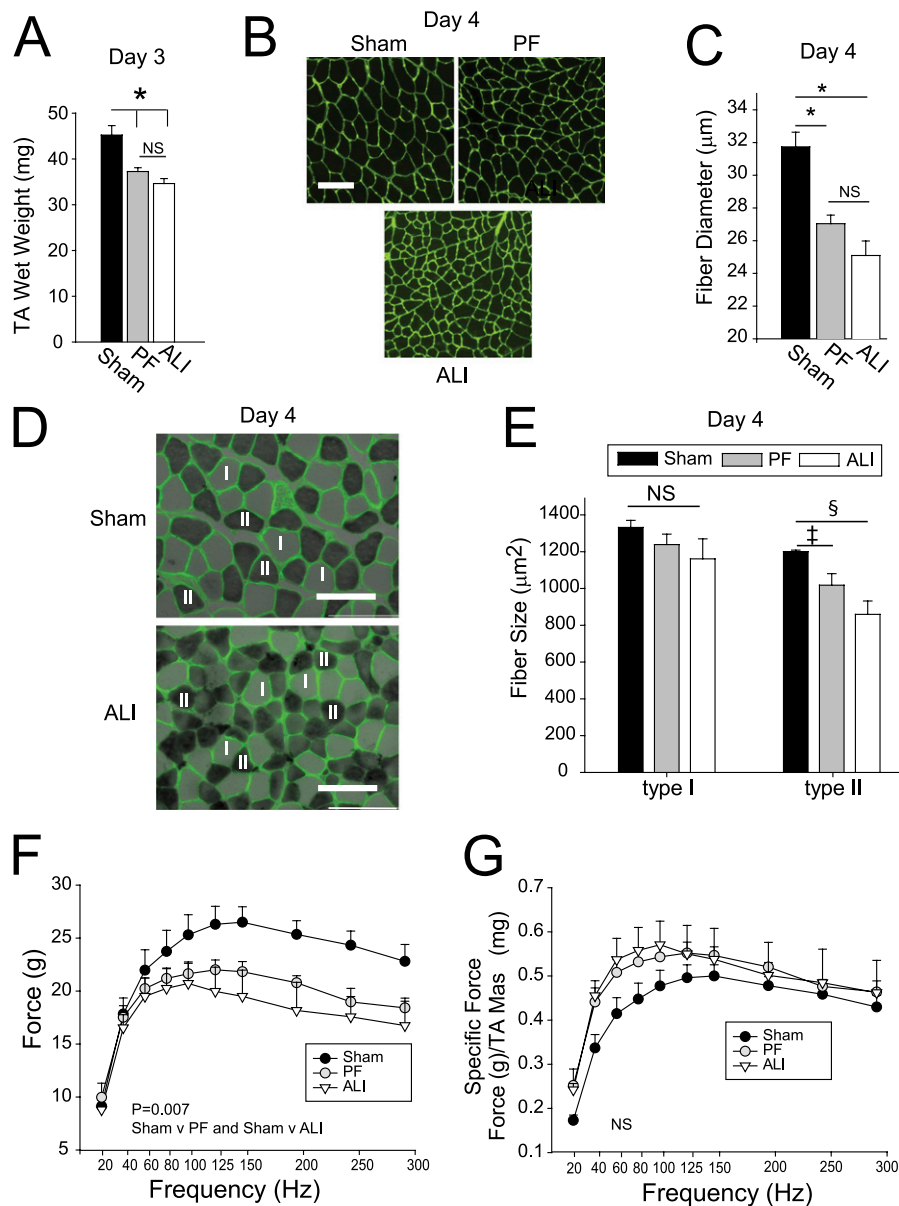 A
Day 3
*
NS
TA Wet Weight (mg)
50
40
30
20
10
0
Sham
PF
ALI
B
Day 4
Sham
PF
ALI
ALI
C
Day 4
*
*
NS
Fiber Diameter (μm)
34
32
30
28
26
24
22
20
Sham
PF
ALI
D
Day 4
Sham
I
II
I
II
I
II
ALI
II
I
I
II
II
I
II
E
Day 4
Sham PF ALI
NS
§
‡
Fiber Size (μm2)
1400
1200
1000
800
600
400
200
0
type I type II
F
Force (g)
30
25
20
15
10
5
Sham
PF
ALI
P=0.007
Sham v PF and Sham v ALI
20 40 60 80 100 125 150 200 250 300
Frequency (Hz)
G
Specific Force
Force (g)/TA Mas (mg)
0.7
0.6
0.5
0.4
0.3
0.2
0.1
Sham
PF
ALI
NS
20 40 60 80 100 125 150 200 250 300
Frequency (Hz)